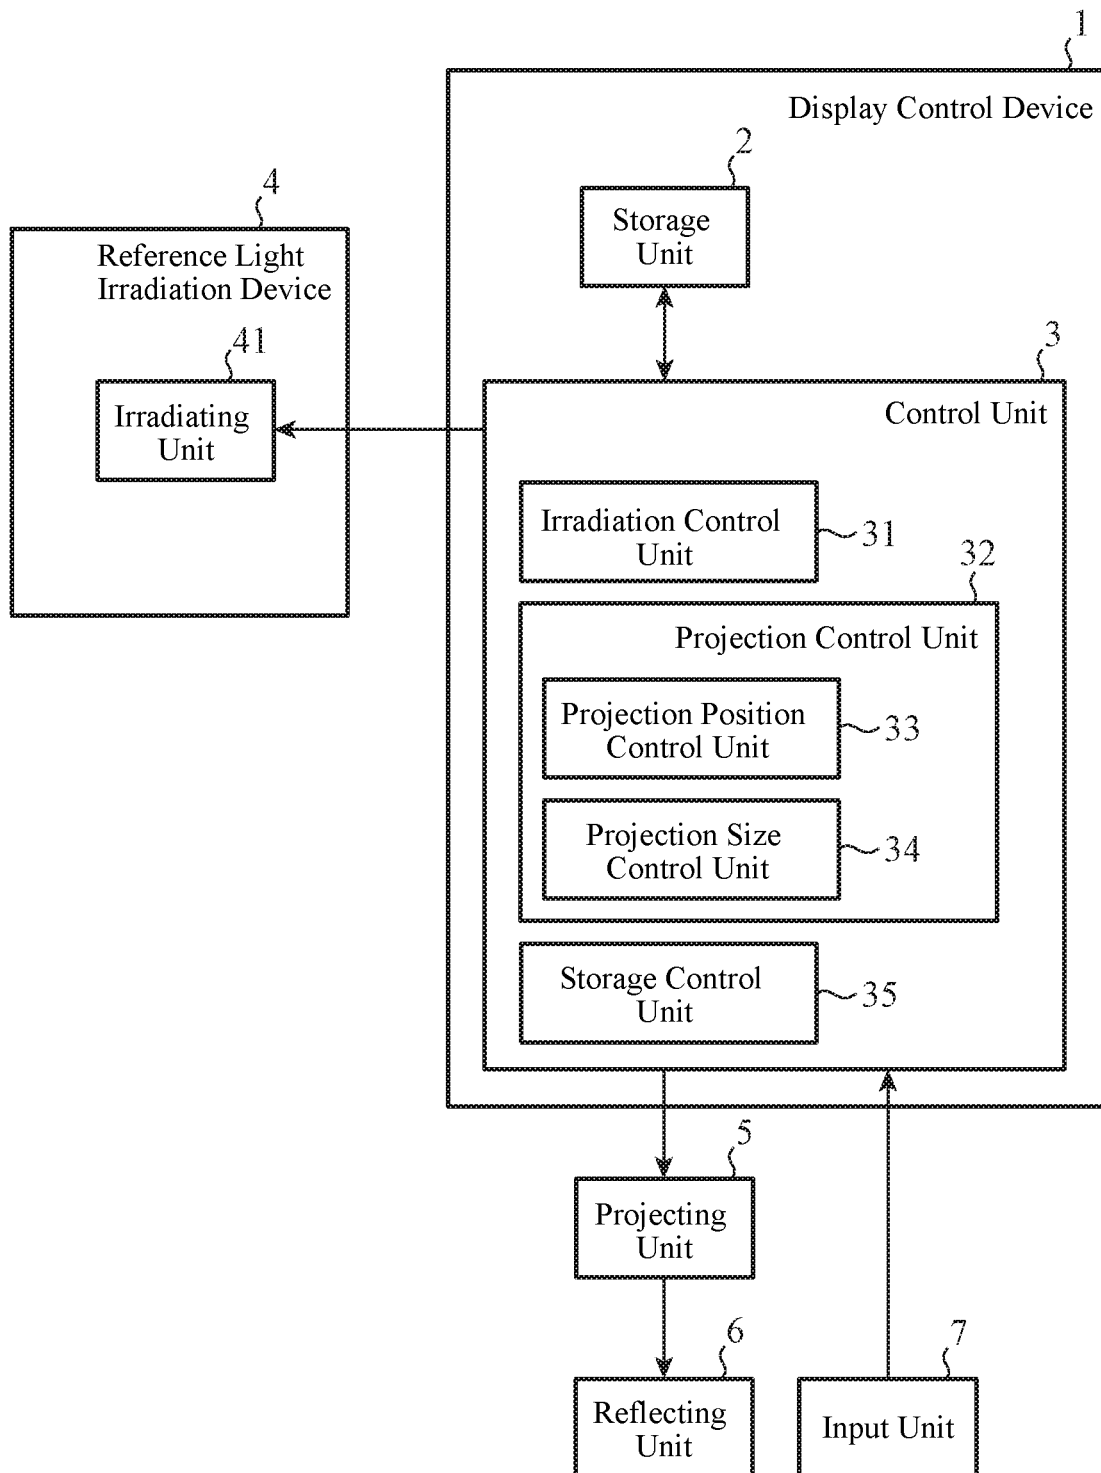 1
Display Control Device
2
Storage
Unit
4
Reference Light
Irradiation Device
41
Irradiating
Unit
3
Control Unit
Irradiation Control
Unit
31
32
Projection Control Unit
Projection Position
Control Unit
33
Projection Size
Control Unit
34
Storage Control
Unit
35
5
Projecting
Unit
6
Reflecting
Unit
7
Input Unit